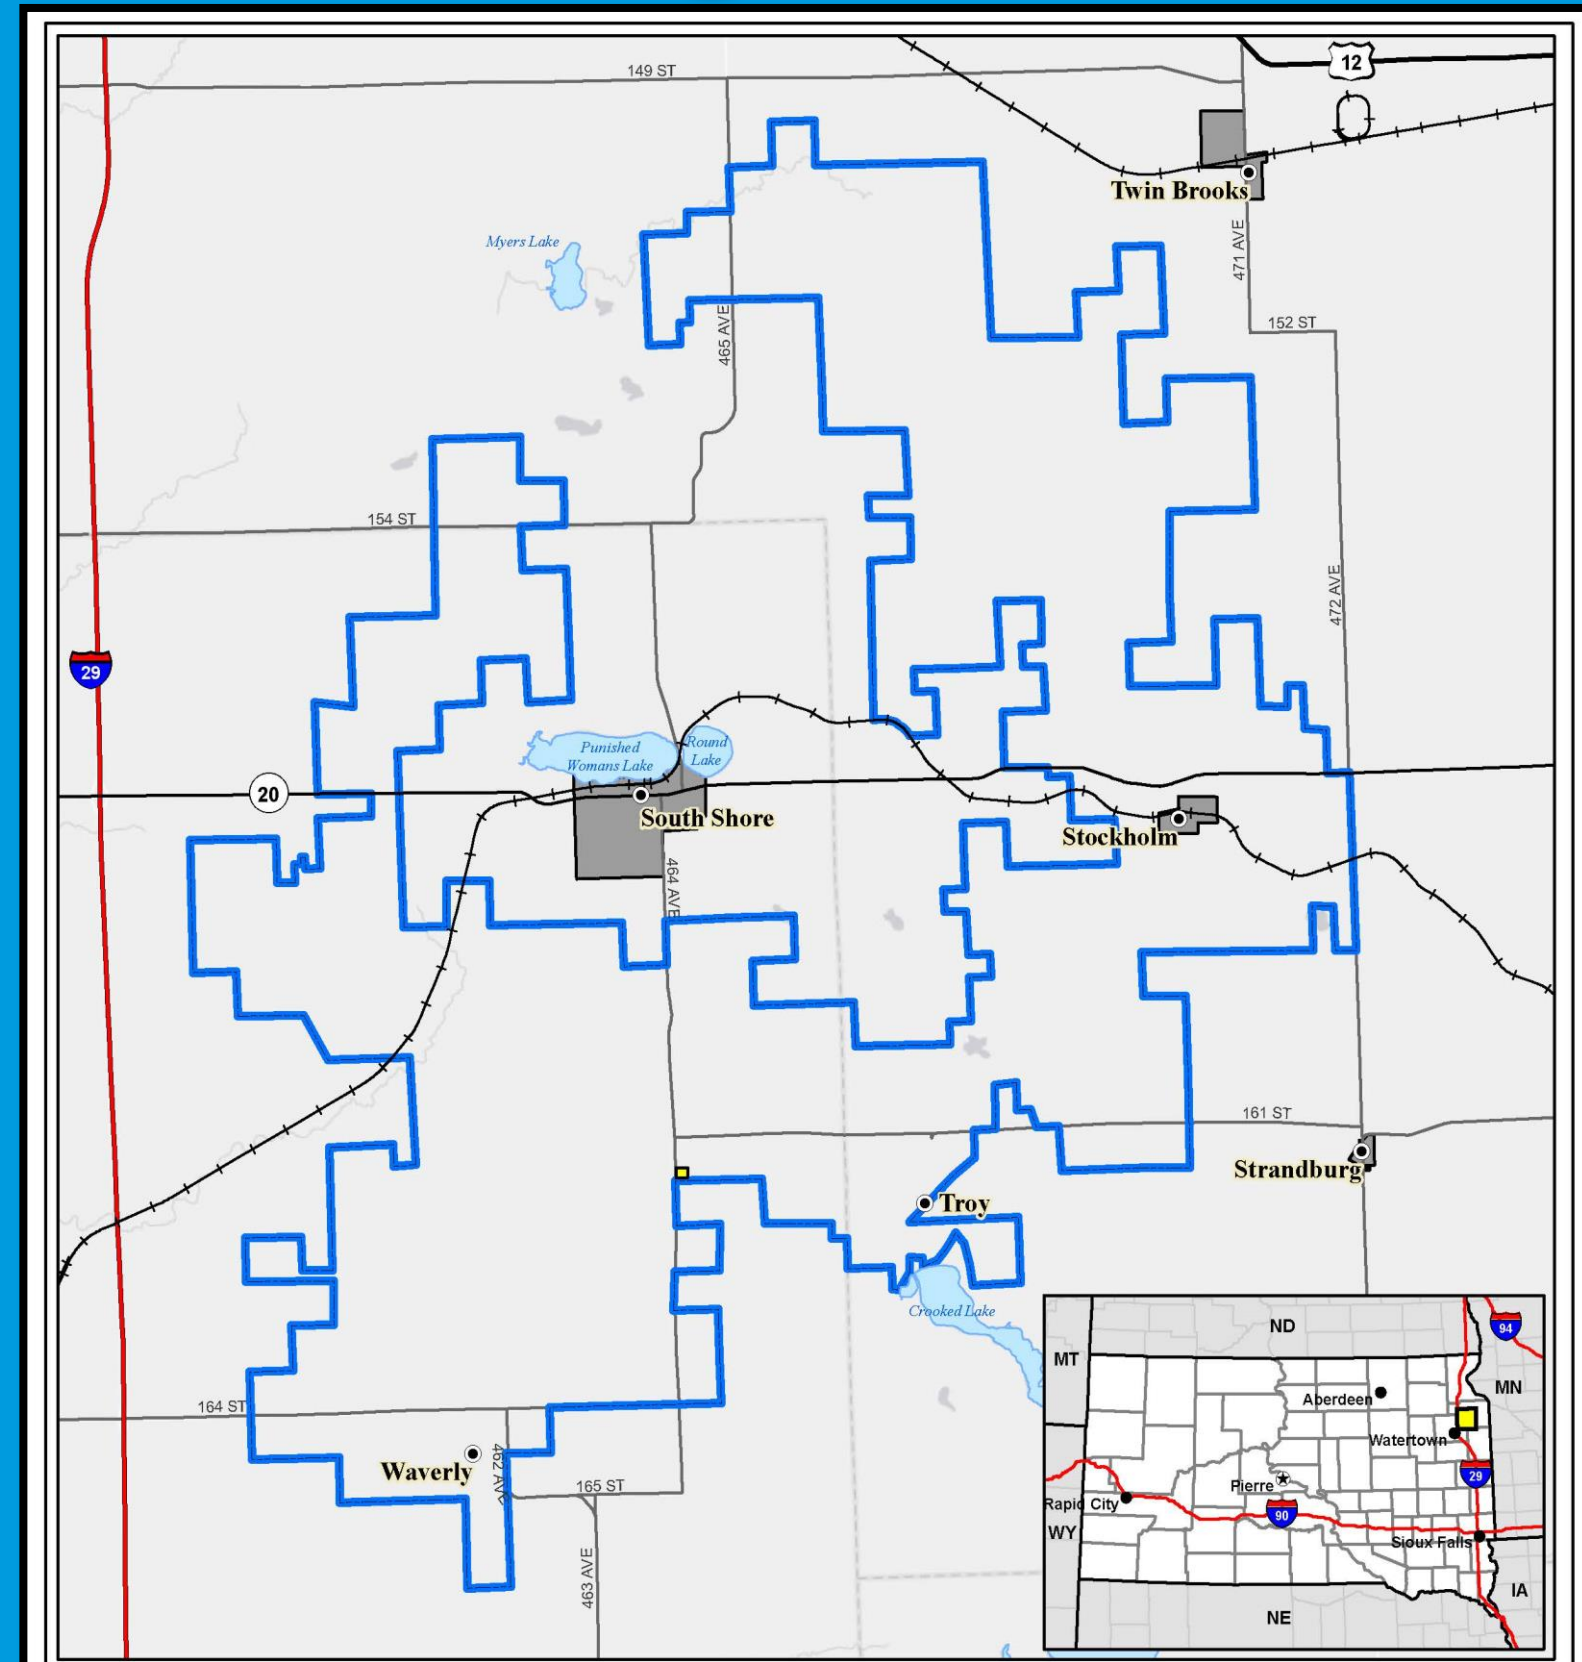 149 ST
12
Twin Brooks
471 AVE
Myers Lake
465 AVE
152 ST
154 ST
472 AVE
29
Punished
Womans Lake
Round
Lake
20
South Shore
Stockholm
464 AVE
161 ST
Strandburg
Troy
Crooked Lake
164 ST
Waverly
462 AVE
165 ST
463 AVE
ND
94
MT
MN
Aberdeen
Watertown
29
Pierre
Rapid City
90
WY
Sioux Falls
IA
NE